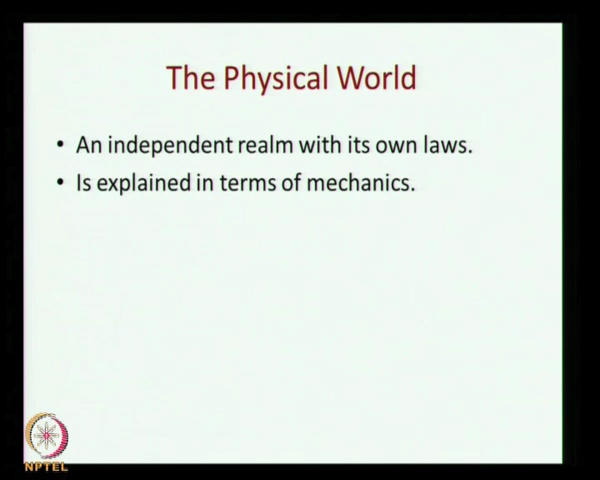 The Physical World
• An independent realm with its own laws.
• Is explained in terms of mechanics.
NPTEL